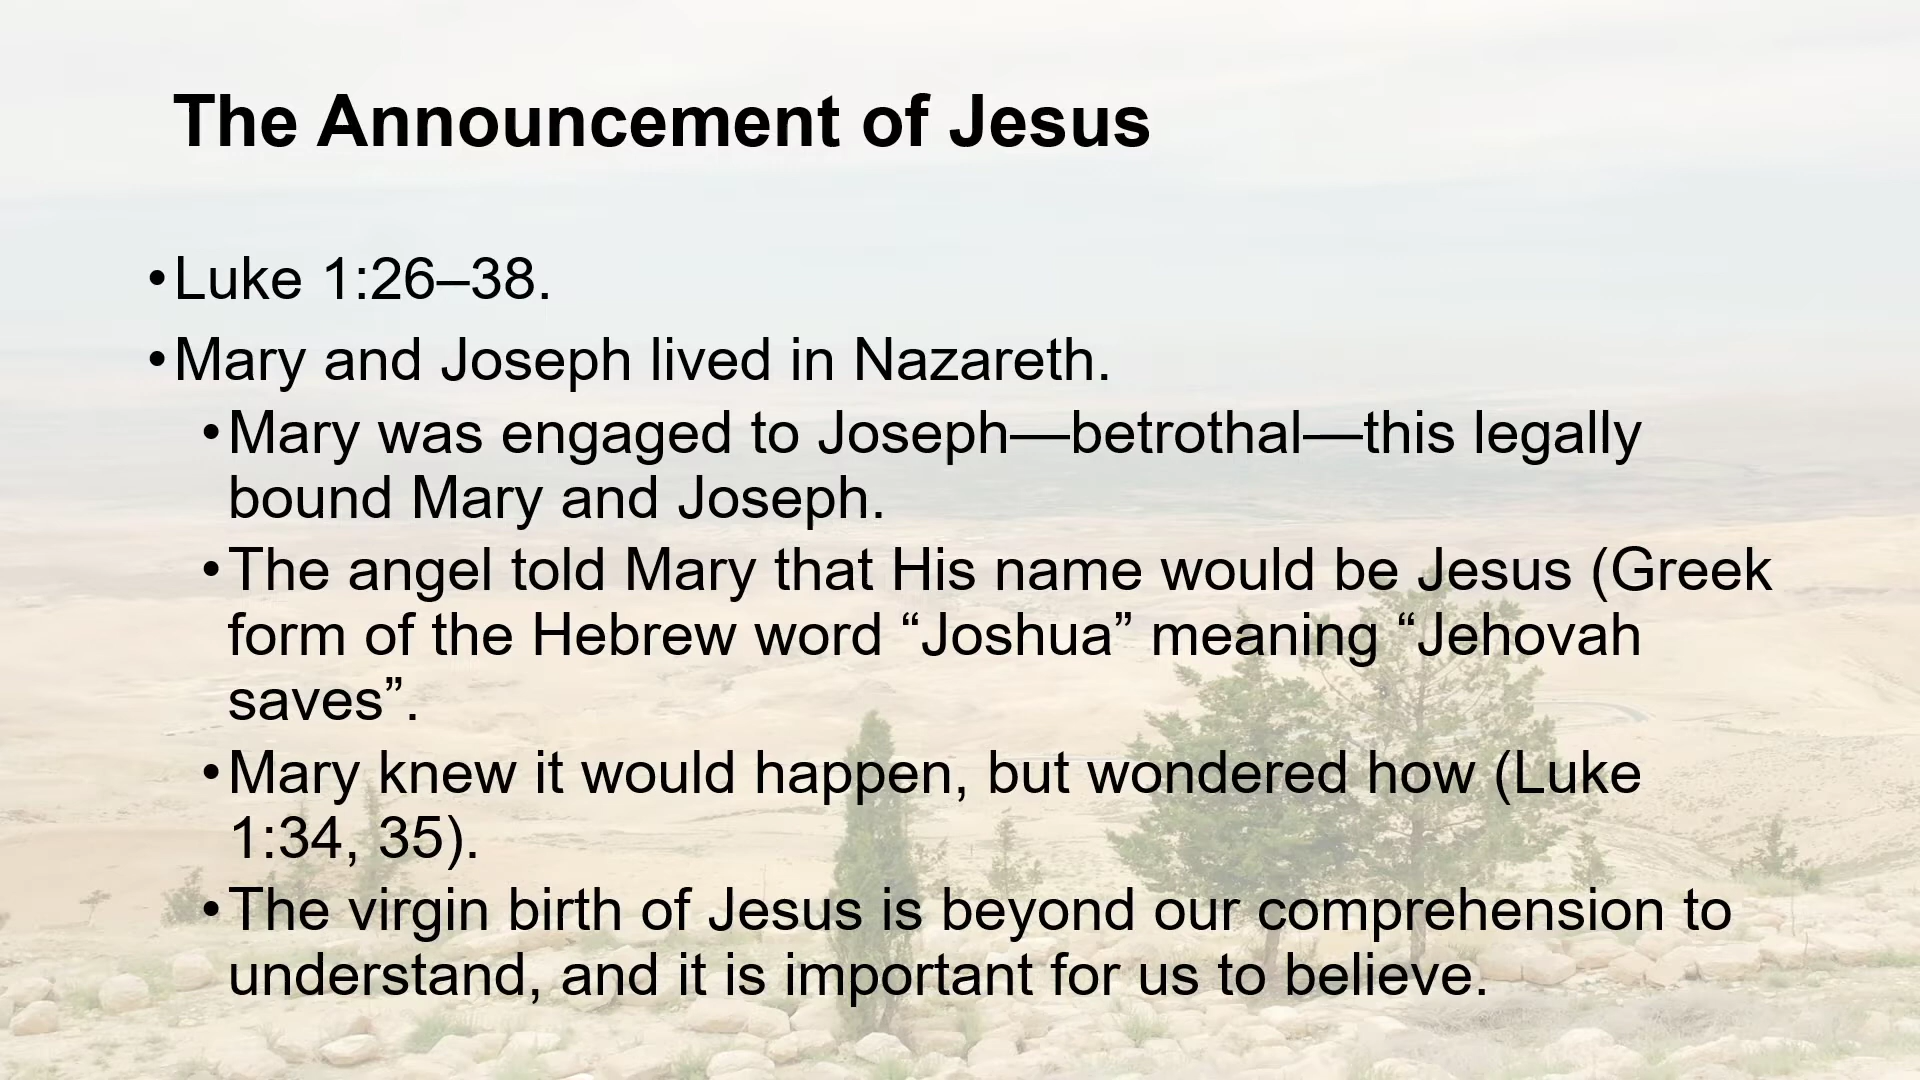 The Announcement of Jesus
•Luke 1:26–38.
•Mary and Joseph lived in Nazareth.
•Mary was engaged to Joseph—betrothal—this legally
bound Mary and Joseph.
•The angel told Mary that His name would be Jesus (Greek
form of the Hebrew word “Joshua” meaning “Jehovah
saves”.
•Mary knew it would happen, but wondered how (Luke
1:34, 35).
•The virgin birth of Jesus is beyond our comprehension to
understand, and it is important for us to believe.